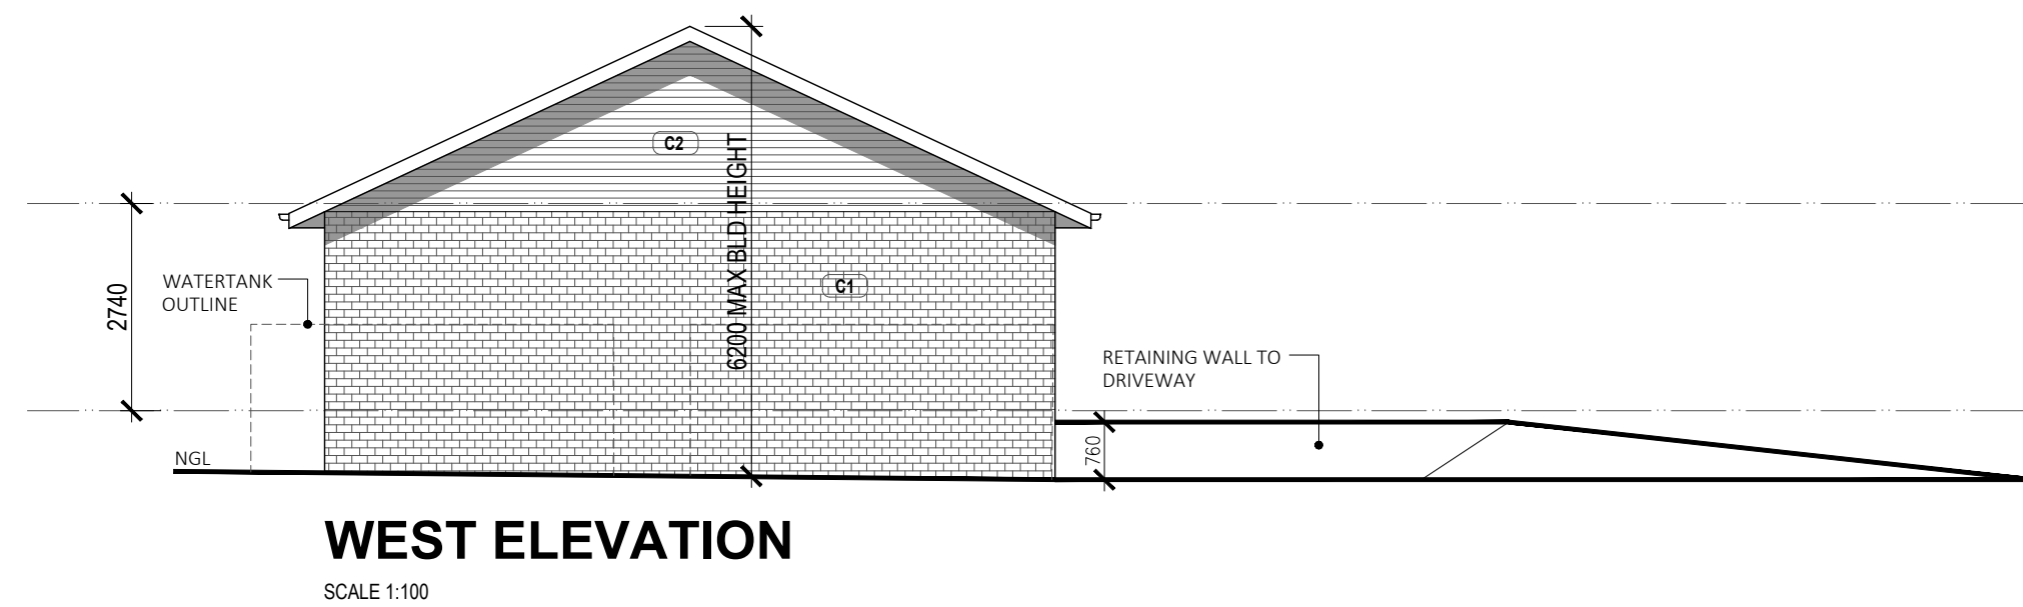 C2
6200 MAX BLD HEIGHT
C1
WATERTANK
OUTLINE
2740
RETAINING WALL TO
DRIVEWAY
760
NGL
WEST ELEVATION
SCALE 1:100